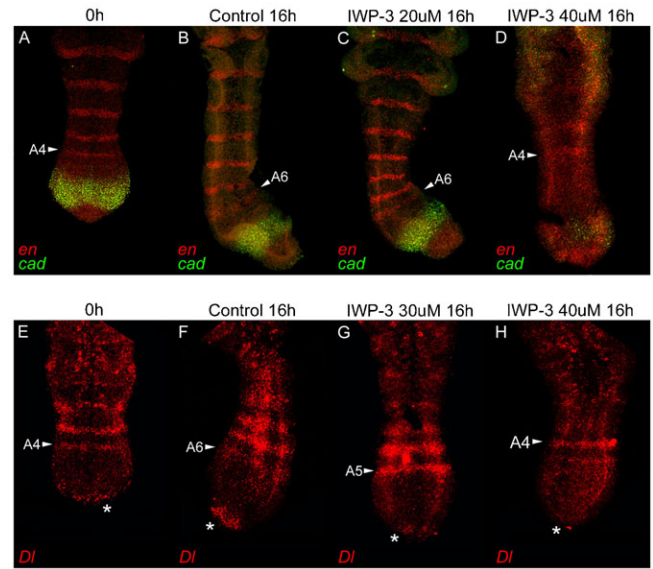 0h Control 16h IWP-3 20uM 16h IWP-3 40uM 16h
A B C D
A4 A6 A6 A4
en en en en
cad cad cad cad
0h Control 16h IWP-3 30uM 16h IWP-3 40uM 16h
E F G H
A4 A6 A5 A4
* * * *
Dl Dl Dl Dl